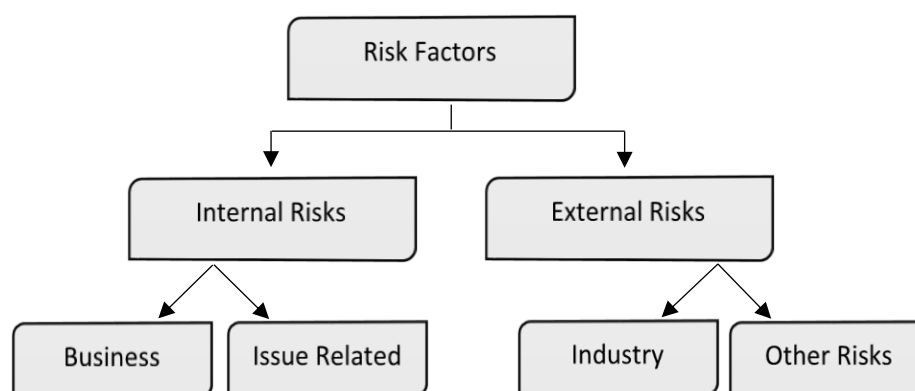 Risk Factors
Internal Risks
External Risks
Business
Issue Related
Industry
Other Risks